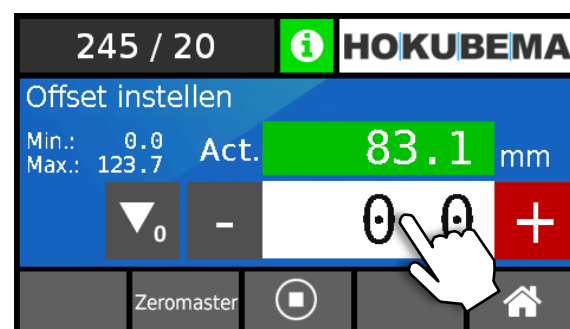 245 / 20 i HOKUBEMA
Offset instellen
Min.: 0.0
Max.: 123.7
Act. 83.1 mm
0 - 0.0 +
Zeromaster